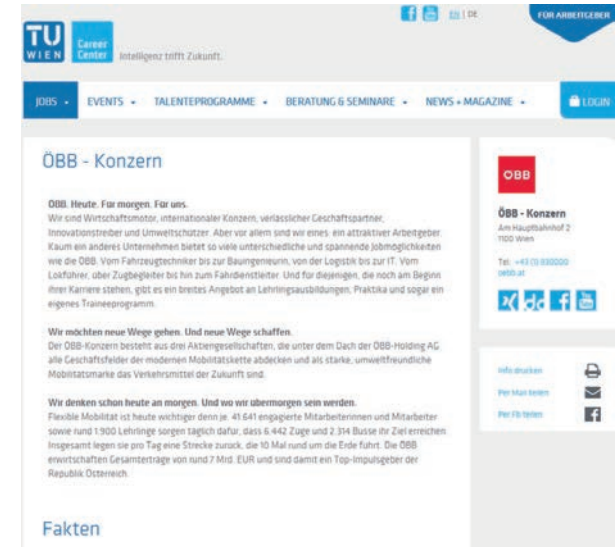 EN | DE
FÜR ARBEITGEBER
TU
WIEN
Career
Center
Intelligenz trifft Zukunft.
JOBS
EVENTS
TALENTEPROGRAMME
BERATUNG & SEMINARE
NEWS + MAGAZINE
LOGIN
ÖBB - Konzern
ÖBB. Heute. Für morgen. Für uns.
Wir sind Wirtschaftsmotor, internationaler Konzern, verlässlicher Geschäftspartner,
Innovationstreiber und Umweltschützer. Aber vor allem sind wir eines: ein attraktiver Arbeitgeber.
Kaum ein anderes Unternehmen bietet so viele unterschiedliche und spannende Jobmöglichkeiten
wie die ÖBB. Vom Fahrzeugtechniker bis zur Bauingenieurin, von der Logistik bis zur IT. Vom
Lokführer, über Zugbegleiter bis hin zum Fahrdienstleiter. Und für diejenigen, die noch am Beginn
ihrer Karriere stehen, gibt es ein breites Angebot an Lehrlingsausbildungen, Praktika und sogar ein
eigenes Traineeprogramm.
Wir möchten neue Wege gehen. Und neue Wege schaffen.
Der ÖBB-Konzern besteht aus drei Aktiengesellschaften, die unter dem Dach der ÖBB-Holding AG
alle Geschäftsfelder der modernen Mobilitätskette abdecken und als starke, umweltfreundliche
Mobilitätsmarke das Verkehrsmittel der Zukunft sind.
Wir denken schon heute an morgen. Und wo wir übermorgen sein werden.
Flexible Mobilität ist heute wichtiger denn je. 41.641 engagierte Mitarbeiterinnen und Mitarbeiter
sowie rund 1.900 Lehrlinge sorgen täglich dafür, dass 6.442 Züge und 2.314 Busse ihr Ziel erreichen.
Insgesamt legen sie pro Tag eine Strecke zurück, die 10 Mal rund um die Erde führt. Die ÖBB
erwirtschaften Gesamterträge von rund 7 Mrd. EUR und sind damit ein Top-Impulsgeber der
Republik Österreich.
Fakten
ÖBB
ÖBB - Konzern
Am Hauptbahnhof 2
1100 Wien
Tel: +43 (1) 930000
oebb.at
Info drucken
Per Mail teilen
Per Fb teilen